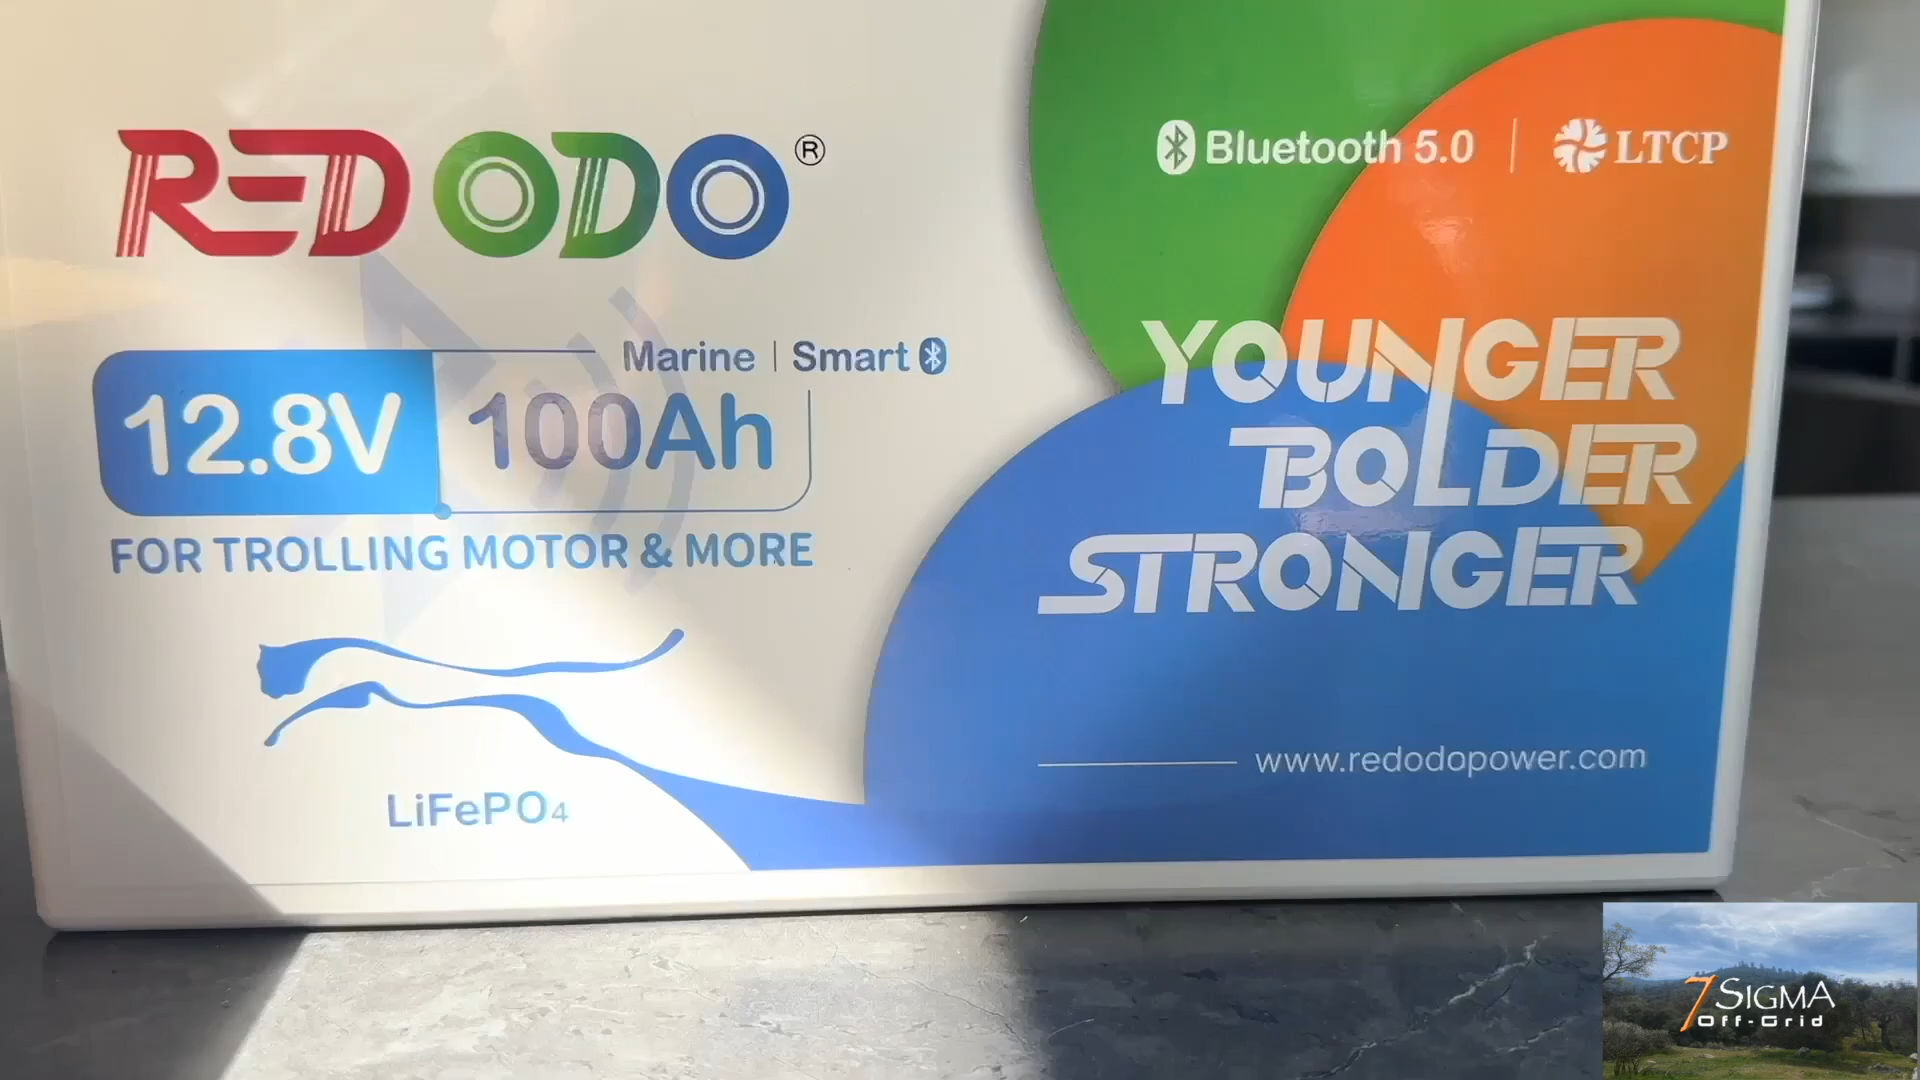 REDODO®
Bluetooth 5.0 | LTCP
Marine | Smart
12.8V 100Ah
FOR TROLLING MOTOR & MORE
YOUNGER
BOLDER
STRONGER
www.redodopower.com
LiFePO4
7SIGMA
Off-Grid